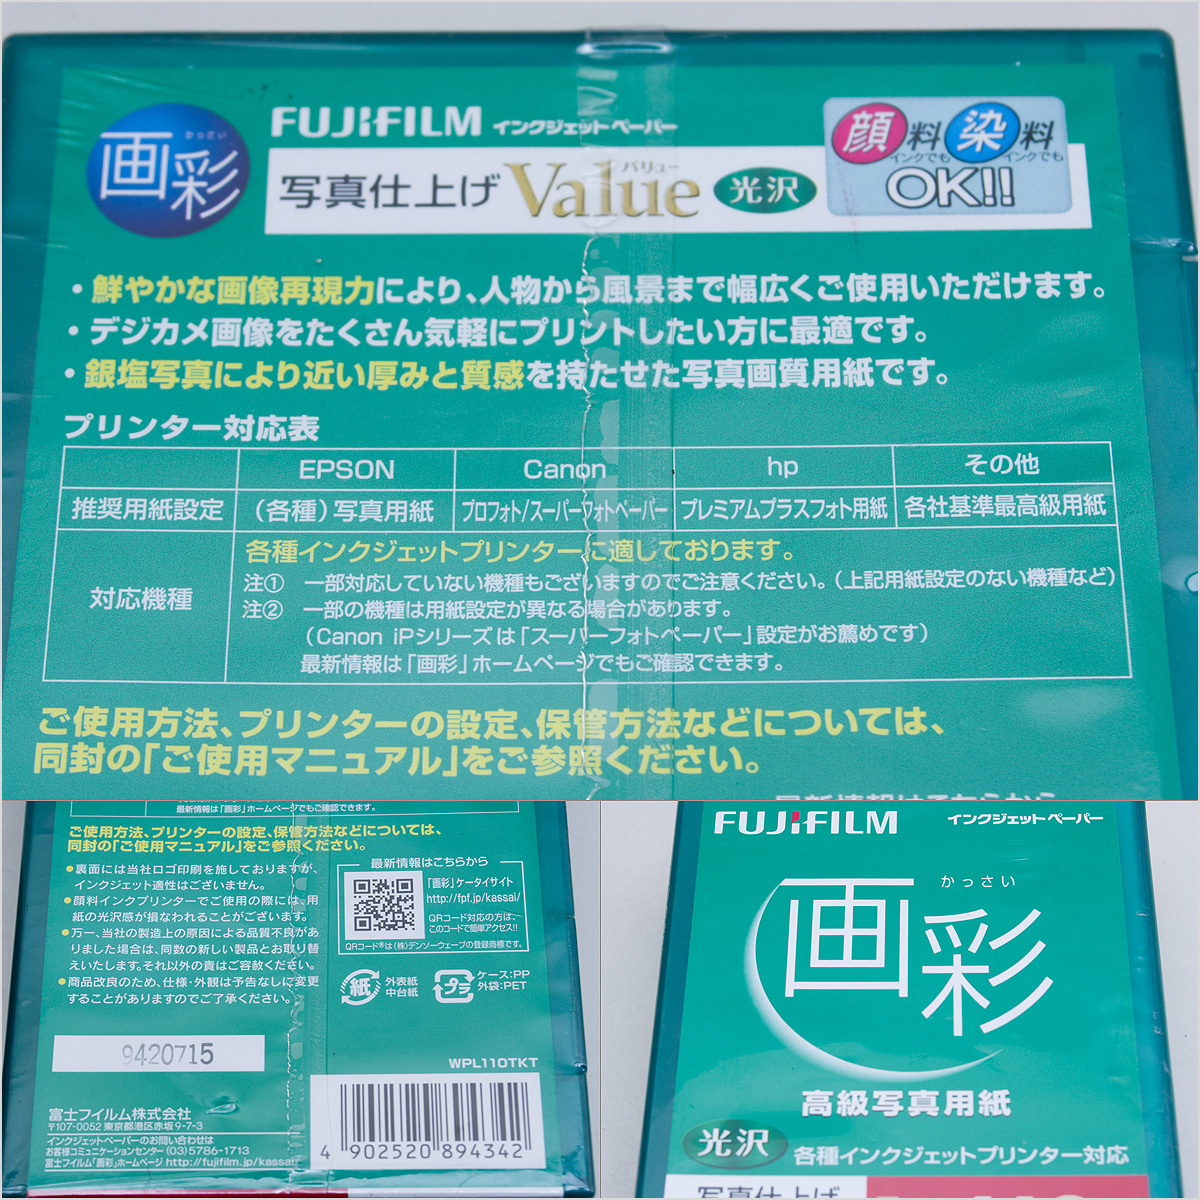 画彩
かっさい
FUJIFILM インクジェットペーパー
写真仕上げ Value 光沢
バリュー
顔料 染料
インクでも インクでも
OK!!
・鮮やかな画像再現力により、人物から風景まで幅広くご使用いただけます。
・デジカメ画像をたくさん気軽にプリントしたい方に最適です。
・銀塩写真により近い厚みと質感を持たせた写真画質用紙です。
プリンター対応表
EPSON Canon hp その他
推奨用紙設定 (各種)写真用紙 プロフォト/スーパーフォトペーパー プレミアムプラスフォト用紙 各社基準最高級用紙
対応機種
各種インクジェットプリンターに適しております。
注① 一部対応していない機種もございますのでご注意ください。(上記用紙設定のない機種など)
注② 一部の機種は用紙設定が異なる場合があります。
(Canon iPシリーズは「スーパーフォトペーパー」設定がお薦めです)
最新情報は「画彩」ホームページでもご確認できます。
ご使用方法、プリンターの設定、保管方法などについては、
同封の「ご使用マニュアル」をご参照ください。
最新情報は「画彩」ホームページでもご確認できます。
ご使用方法、プリンターの設定、保管方法などについては、
同封の「ご使用マニュアル」をご参照ください。
●裏面には当社ロゴ印刷を施しておりますが、
インクジェット適性はございません。
●顔料インクプリンターでご使用の際には、用
紙の光沢感が損なわれることがございます。
●万一、当社の製造上の原因による品質不良があ
りました場合は、同数の新しい製品とお取り替
えいたします。それ以外の責はご容赦ください。
●商品改良のため、仕様・外観は予告なしに変更
することがありますのでご了承ください。
最新情報はこちらから
「画彩」ケータイサイト
http://fpf.jp/kassai/
QRコード対応の方は、
このコードで簡単アクセス!!
QRコード®は(株)デンソーウェーブの登録商標です。
紙 外装紙
中台紙
プラ ケース:PP
外袋:PET
9420715
WPL110TKT
4 902520 894342
富士フイルム株式会社
〒107-0052 東京都港区赤坂9-7-3
インクジェットペーパーのお問い合わせは
お客様コミュニケーションセンター (03)5786-1713
富士フイルム「画彩」ホームページ http://fujifilm.jp/kassai/
FUJIFILM インクジェットペーパー
かっさい
画彩
高級写真用紙
光沢 各種インクジェットプリンター対応
写真仕上げ